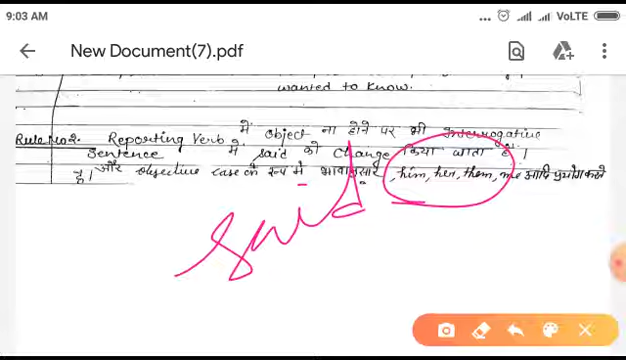 9:03 AM ... VoLTE
New Document(7).pdf
wanted to know.
Rule No 2. Reporting Verb में object ना होने पर भी Interrogative
Sentence में said को change किया जाता है।
और objective case के रूप में भावानुसार him, her, them, me आदि प्रयोग करते
है।
said